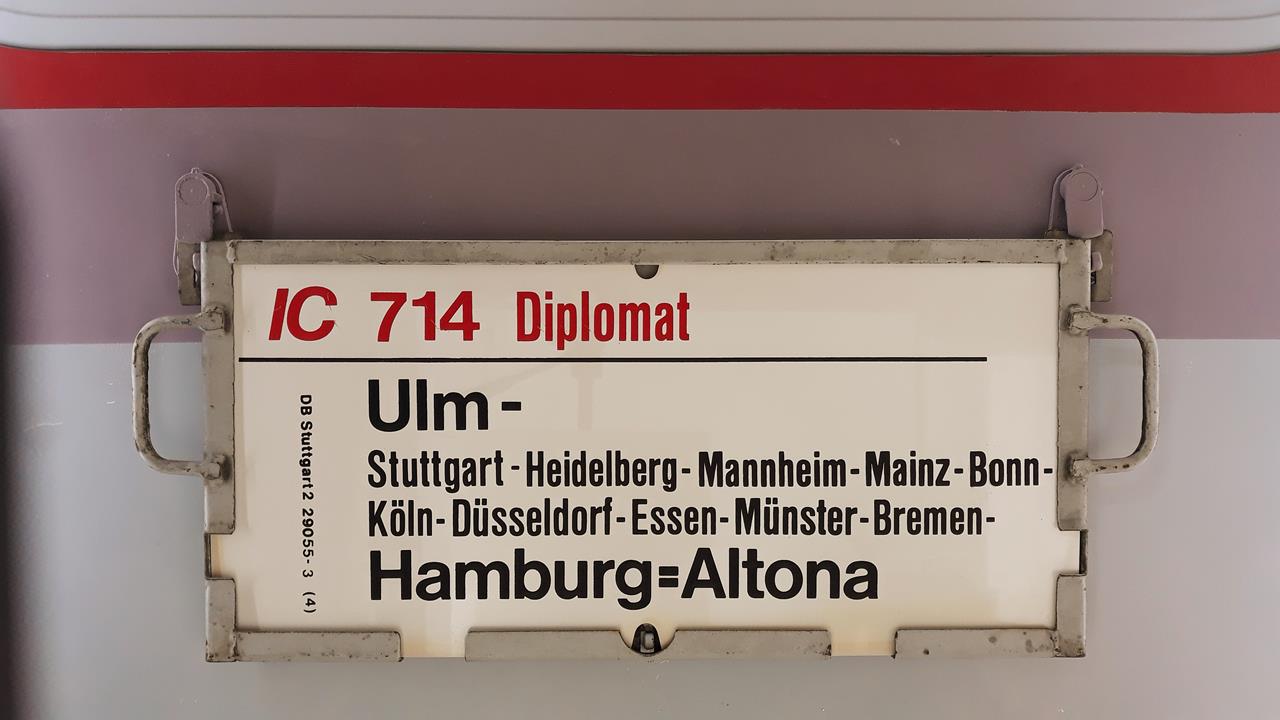 IC 714 Diplomat
Ulm-
Stuttgart-Heidelberg-Mannheim-Mainz-Bonn-
Köln-Düsseldorf-Essen-Münster-Bremen-
Hamburg=Altona
DB Stuttgart2 29055-3 (4)